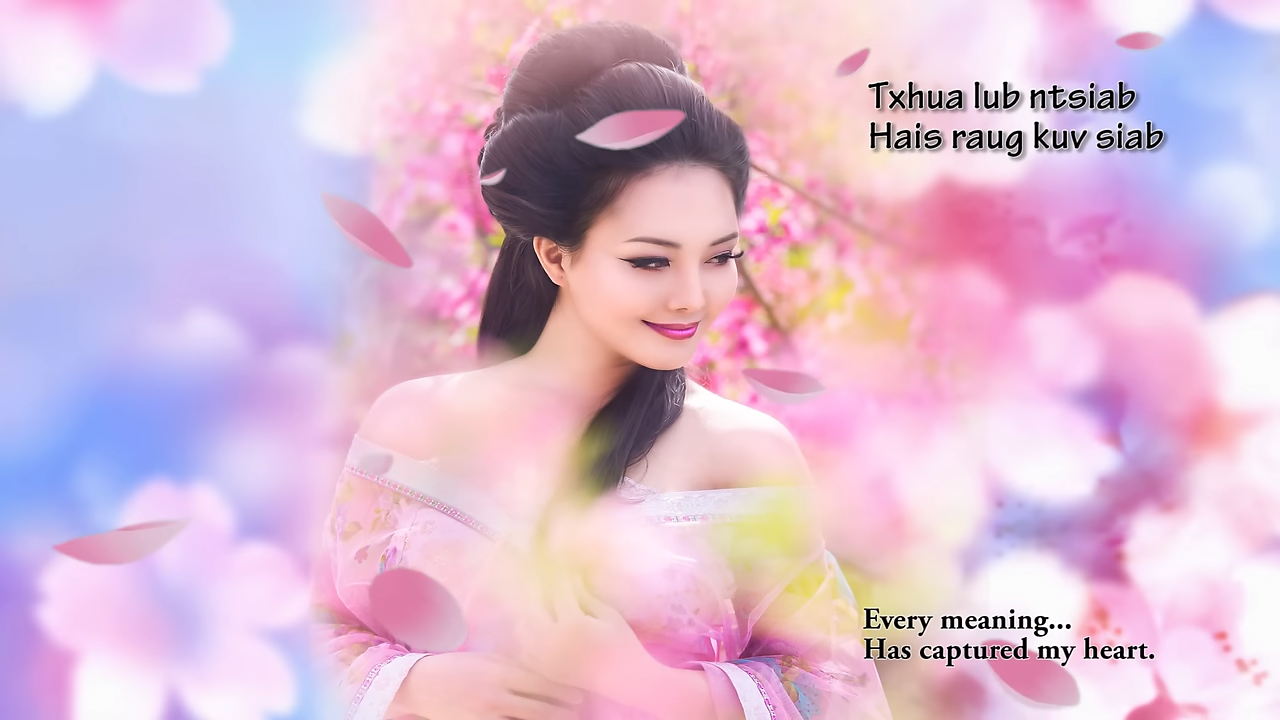 Txhua lub ntsiab
Hais raug kuv siab
Every meaning...
Has captured my heart.